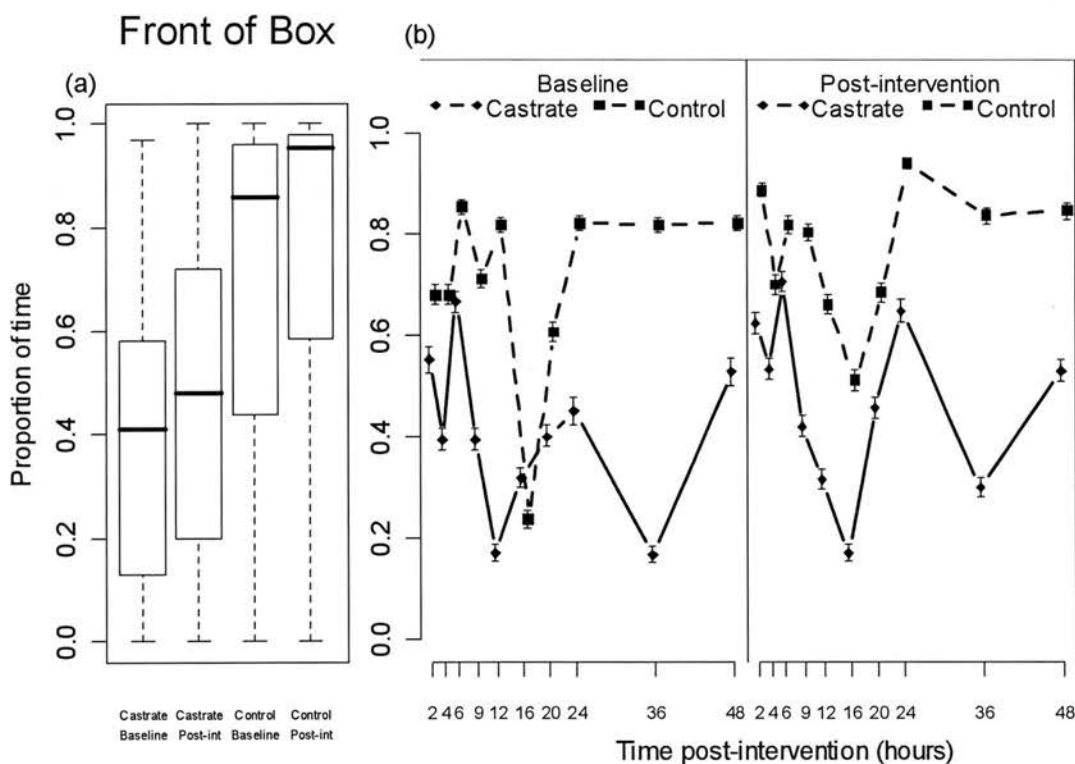 Front of Box
(a)
Proportion of time
0.0 0.2 0.4 0.6 0.8 1.0
Castrate Castrate Control Control
Baseline Post-int Baseline Post-int
(b)
Baseline Post-intervention
Castrate Control Castrate Control
1.0
0.8
0.6
0.4
0.2
0.0
2 4 6 9 12 16 20 24 36 48 2 4 6 9 12 16 20 24 36 48
Time post-intervention (hours)